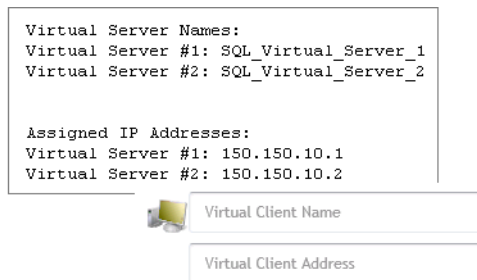 Virtual Server Names:
Virtual Server #1: SQL_Virtual_Server_1
Virtual Server #2: SQL_Virtual_Server_2
Assigned IP Addresses:
Virtual Server #1: 150.150.10.1
Virtual Server #2: 150.150.10.2
Virtual Client Name
Virtual Client Address